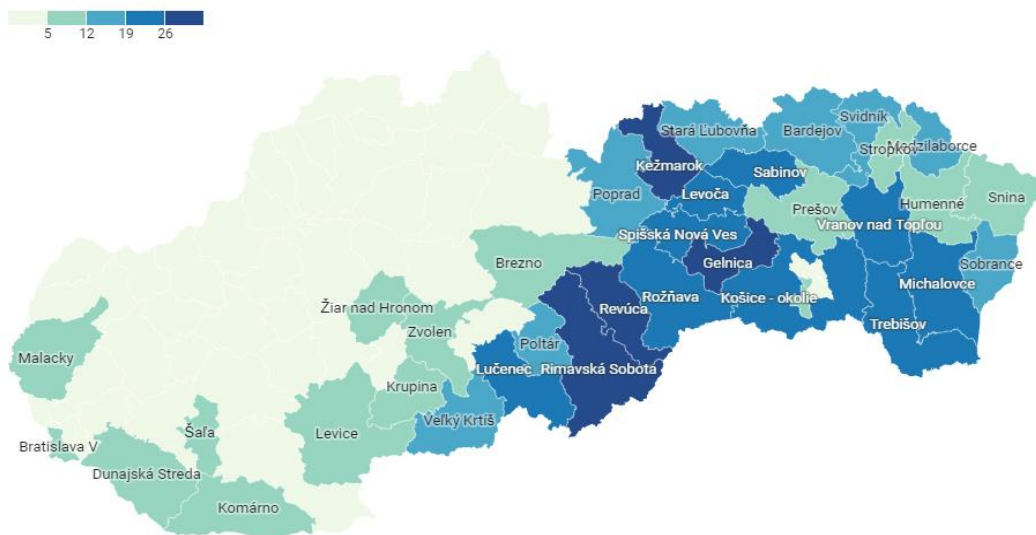 5 12 19 26
Stará Ľubovňa
Bardejov
Svidník
Stropkov
Medzilaborce
Kežmarok
Sabinov
Poprad
Levoča
Snina
Humenné
Prešov
Vranov nad Topľou
Spišská Nová Ves
Brezno
Gelnica
Sobrance
Michalovce
Rožňava
Košice - okolie
Žiar nad Hronom
Revúca
Trebišov
Zvolen
Poltár
Malacky
Lučenec
Rimavská Sobota
Krupina
Veľký Krtíš
Šaľa
Levice
Bratislava V
Dunajská Streda
Komárno